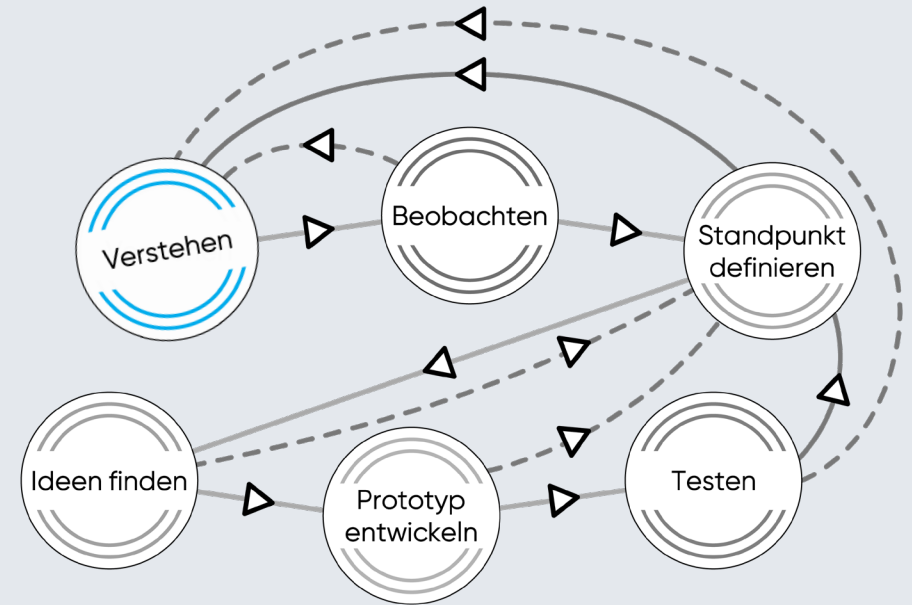 Verstehen
Beobachten
Standpunkt
definieren
Ideen finden
Prototyp
entwickeln
Testen